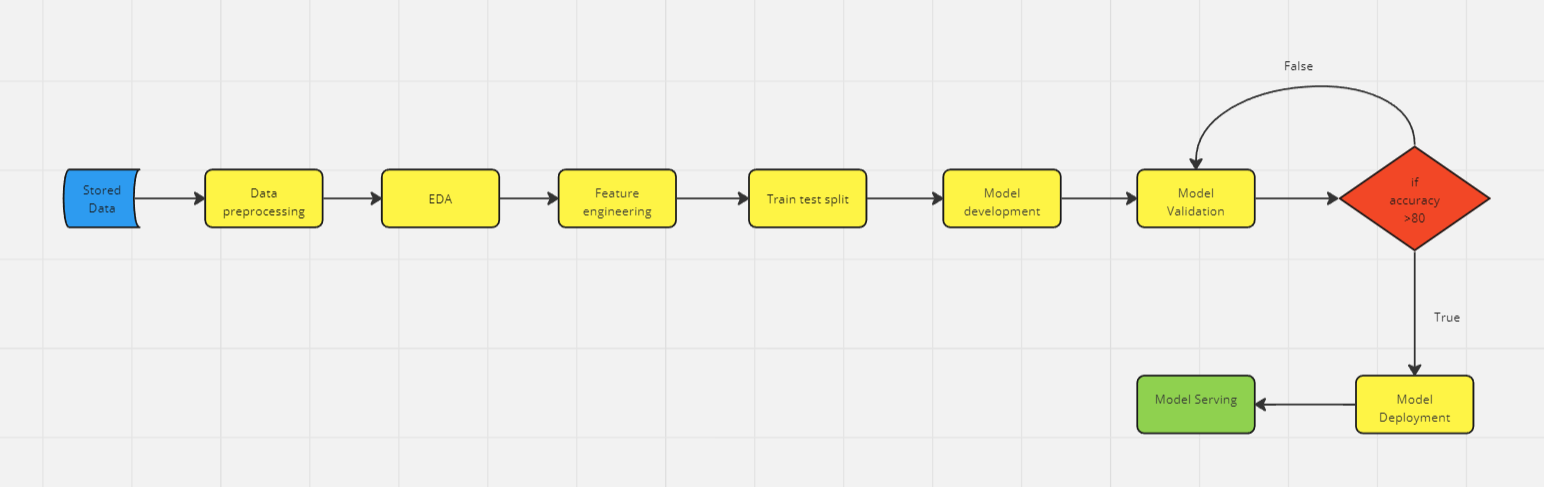 False
Stored
Data
Data
preprocessing
EDA
Feature
engineering
Train test split
Model
development
Model
Validation
if
accuracy
>80
True
Model Serving
Model
Deployment